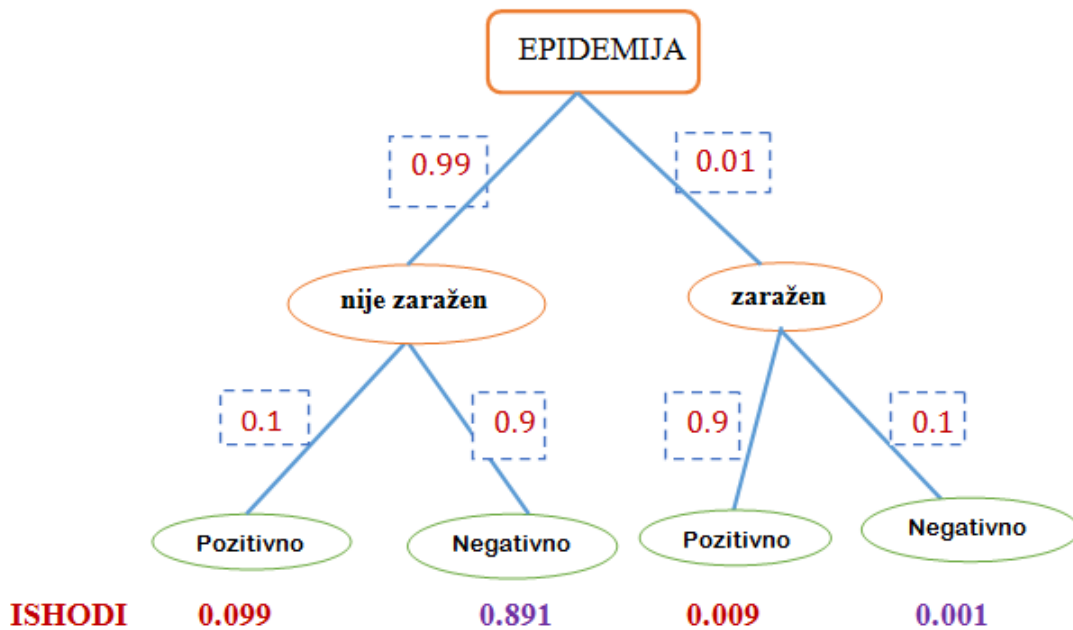 EPIDEMIJA
0.99 0.01
nije zaražen zaražen
0.1 0.9 0.9 0.1
Pozitivno Negativno Pozitivno Negativno
ISHODI 0.099 0.891 0.009 0.001